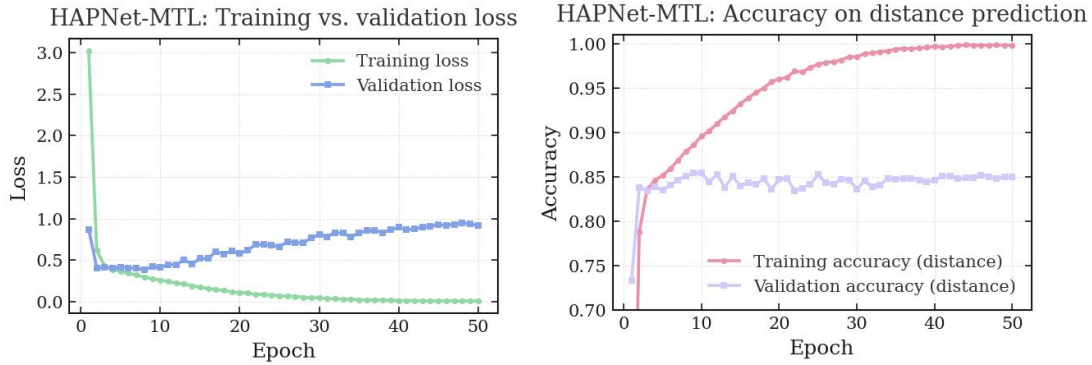 HAPNet-MTL: Training vs. validation loss
3.0
2.5
2.0
1.5
1.0
0.5
0.0
Loss
Training loss
Validation loss
0 10 20 30 40 50
Epoch
HAPNet-MTL: Accuracy on distance prediction
1.00
0.95
0.90
0.85
0.80
0.75
0.70
Accuracy
Training accuracy (distance)
Validation accuracy (distance)
0 10 20 30 40 50
Epoch